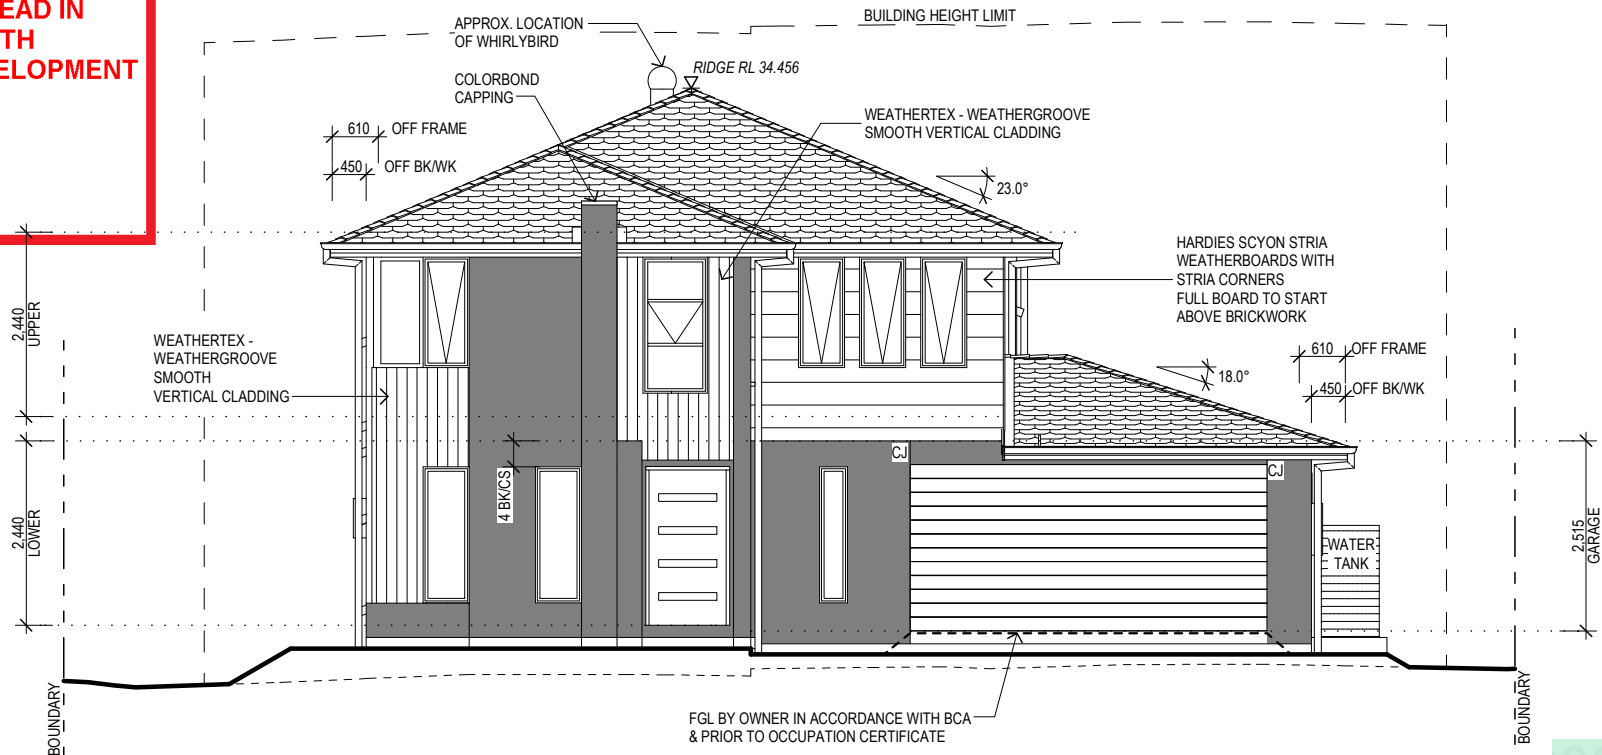 EAD IN
TH
ELOPMENT
APPROX. LOCATION
OF WHIRLYBIRD
BUILDING HEIGHT LIMIT
RIDGE RL 34.456
COLORBOND
CAPPING
WEATHERTEX - WEATHERGROOVE
SMOOTH VERTICAL CLADDING
610 OFF FRAME
450 OFF BK/WK
23.0°
HARDIES SCYON STRIA
WEATHERBOARDS WITH
STRIA CORNERS
FULL BOARD TO START
ABOVE BRICKWORK
2,440
UPPER
WEATHERTEX -
WEATHERGROOVE
SMOOTH
VERTICAL CLADDING
610 OFF FRAME
18.0°
450 OFF BK/WK
CJ
CJ
4 BK/CS
2,440
LOWER
2,515
GARAGE
WATER
TANK
BOUNDARY
BOUNDARY
FGL BY OWNER IN ACCORDANCE WITH BCA
& PRIOR TO OCCUPATION CERTIFICATE